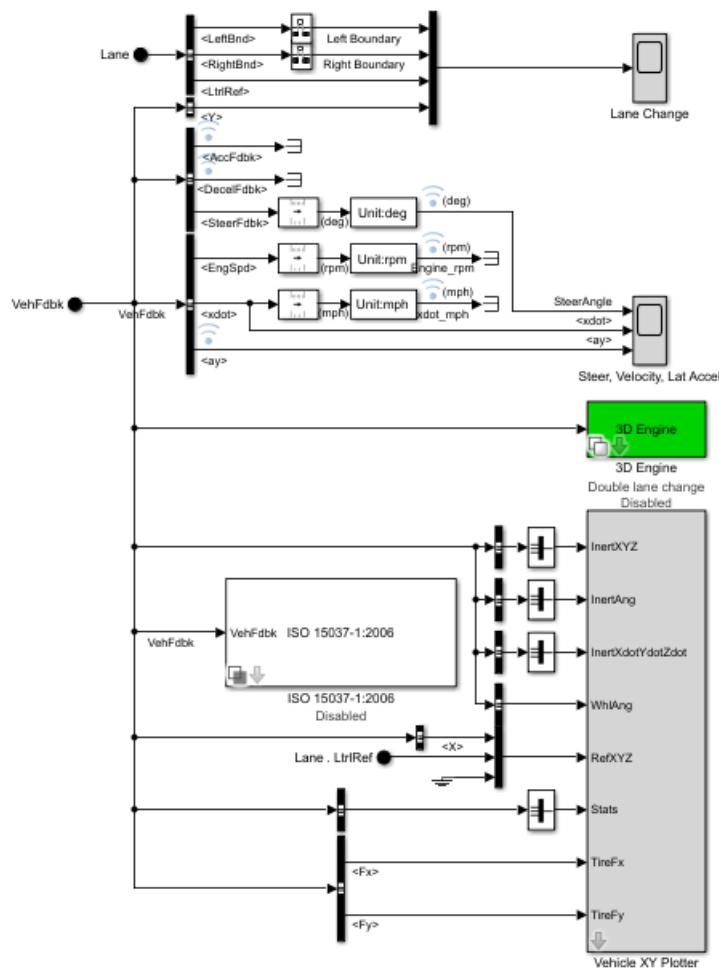 <LeftBnd>
Left Boundary
Lane
<RightBnd>
Right Boundary
<LtrlRef>
Lane Change
<Y>
<AccFdbk>
<DecelFdbk>
(deg)
<SteerFdbk>
(deg)
Unit:deg
(rpm)
<EngSpd>
(rpm)
Unit:rpm
Engine_rpm
(mph)
VehFdbk
VehFdbk
<xdot>
(mph)
Unit:mph
xdot_mph
SteerAngle
<xdot>
<ay>
<ay>
Steer, Velocity, Lat Accel
3D Engine
3D Engine
Double lane change
Disabled
InertXYZ
InertAng
VehFdbk
VehFdbk
ISO 15037-1:2006
InertXdotYdotZdot
ISO 15037-1:2006
Disabled
WhlAng
<X>
Lane . LtrlRef
RefXYZ
Stats
<Fx>
TireFx
<Fy>
TireFy
Vehicle XY Plotter